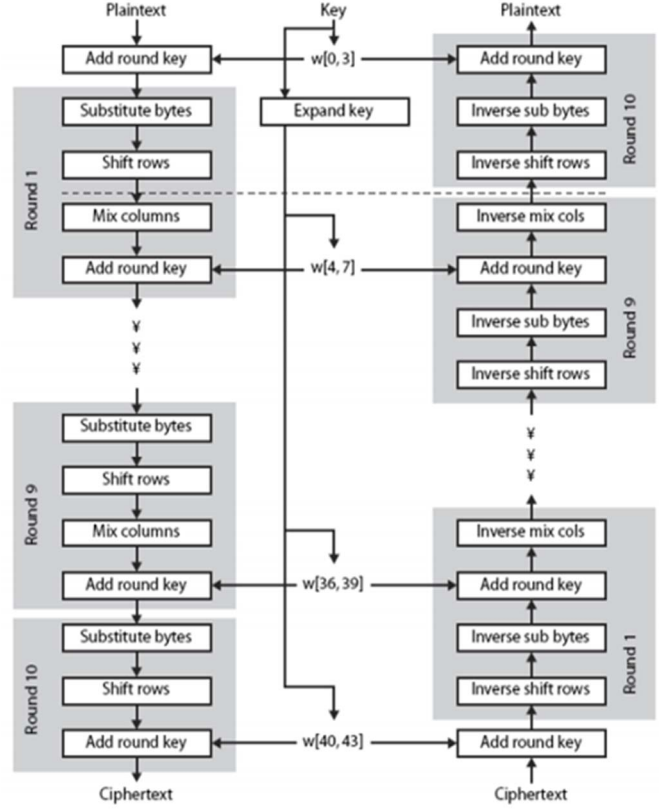 Plaintext
Key
Plaintext
Add round key
w[0, 3]
Add round key
Substitute bytes
Expand key
Inverse sub bytes
Round 10
Shift rows
Inverse shift rows
Round 1
Mix columns
Inverse mix cols
Add round key
w[4, 7]
Add round key
¥
¥
¥
Inverse sub bytes
Round 9
Inverse shift rows
Substitute bytes
¥
¥
¥
Shift rows
Round 9
Mix columns
Inverse mix cols
Add round key
w[36, 39]
Add round key
Substitute bytes
Inverse sub bytes
Round 1
Shift rows
Inverse shift rows
Round 10
Add round key
w[40, 43]
Add round key
Ciphertext
Ciphertext